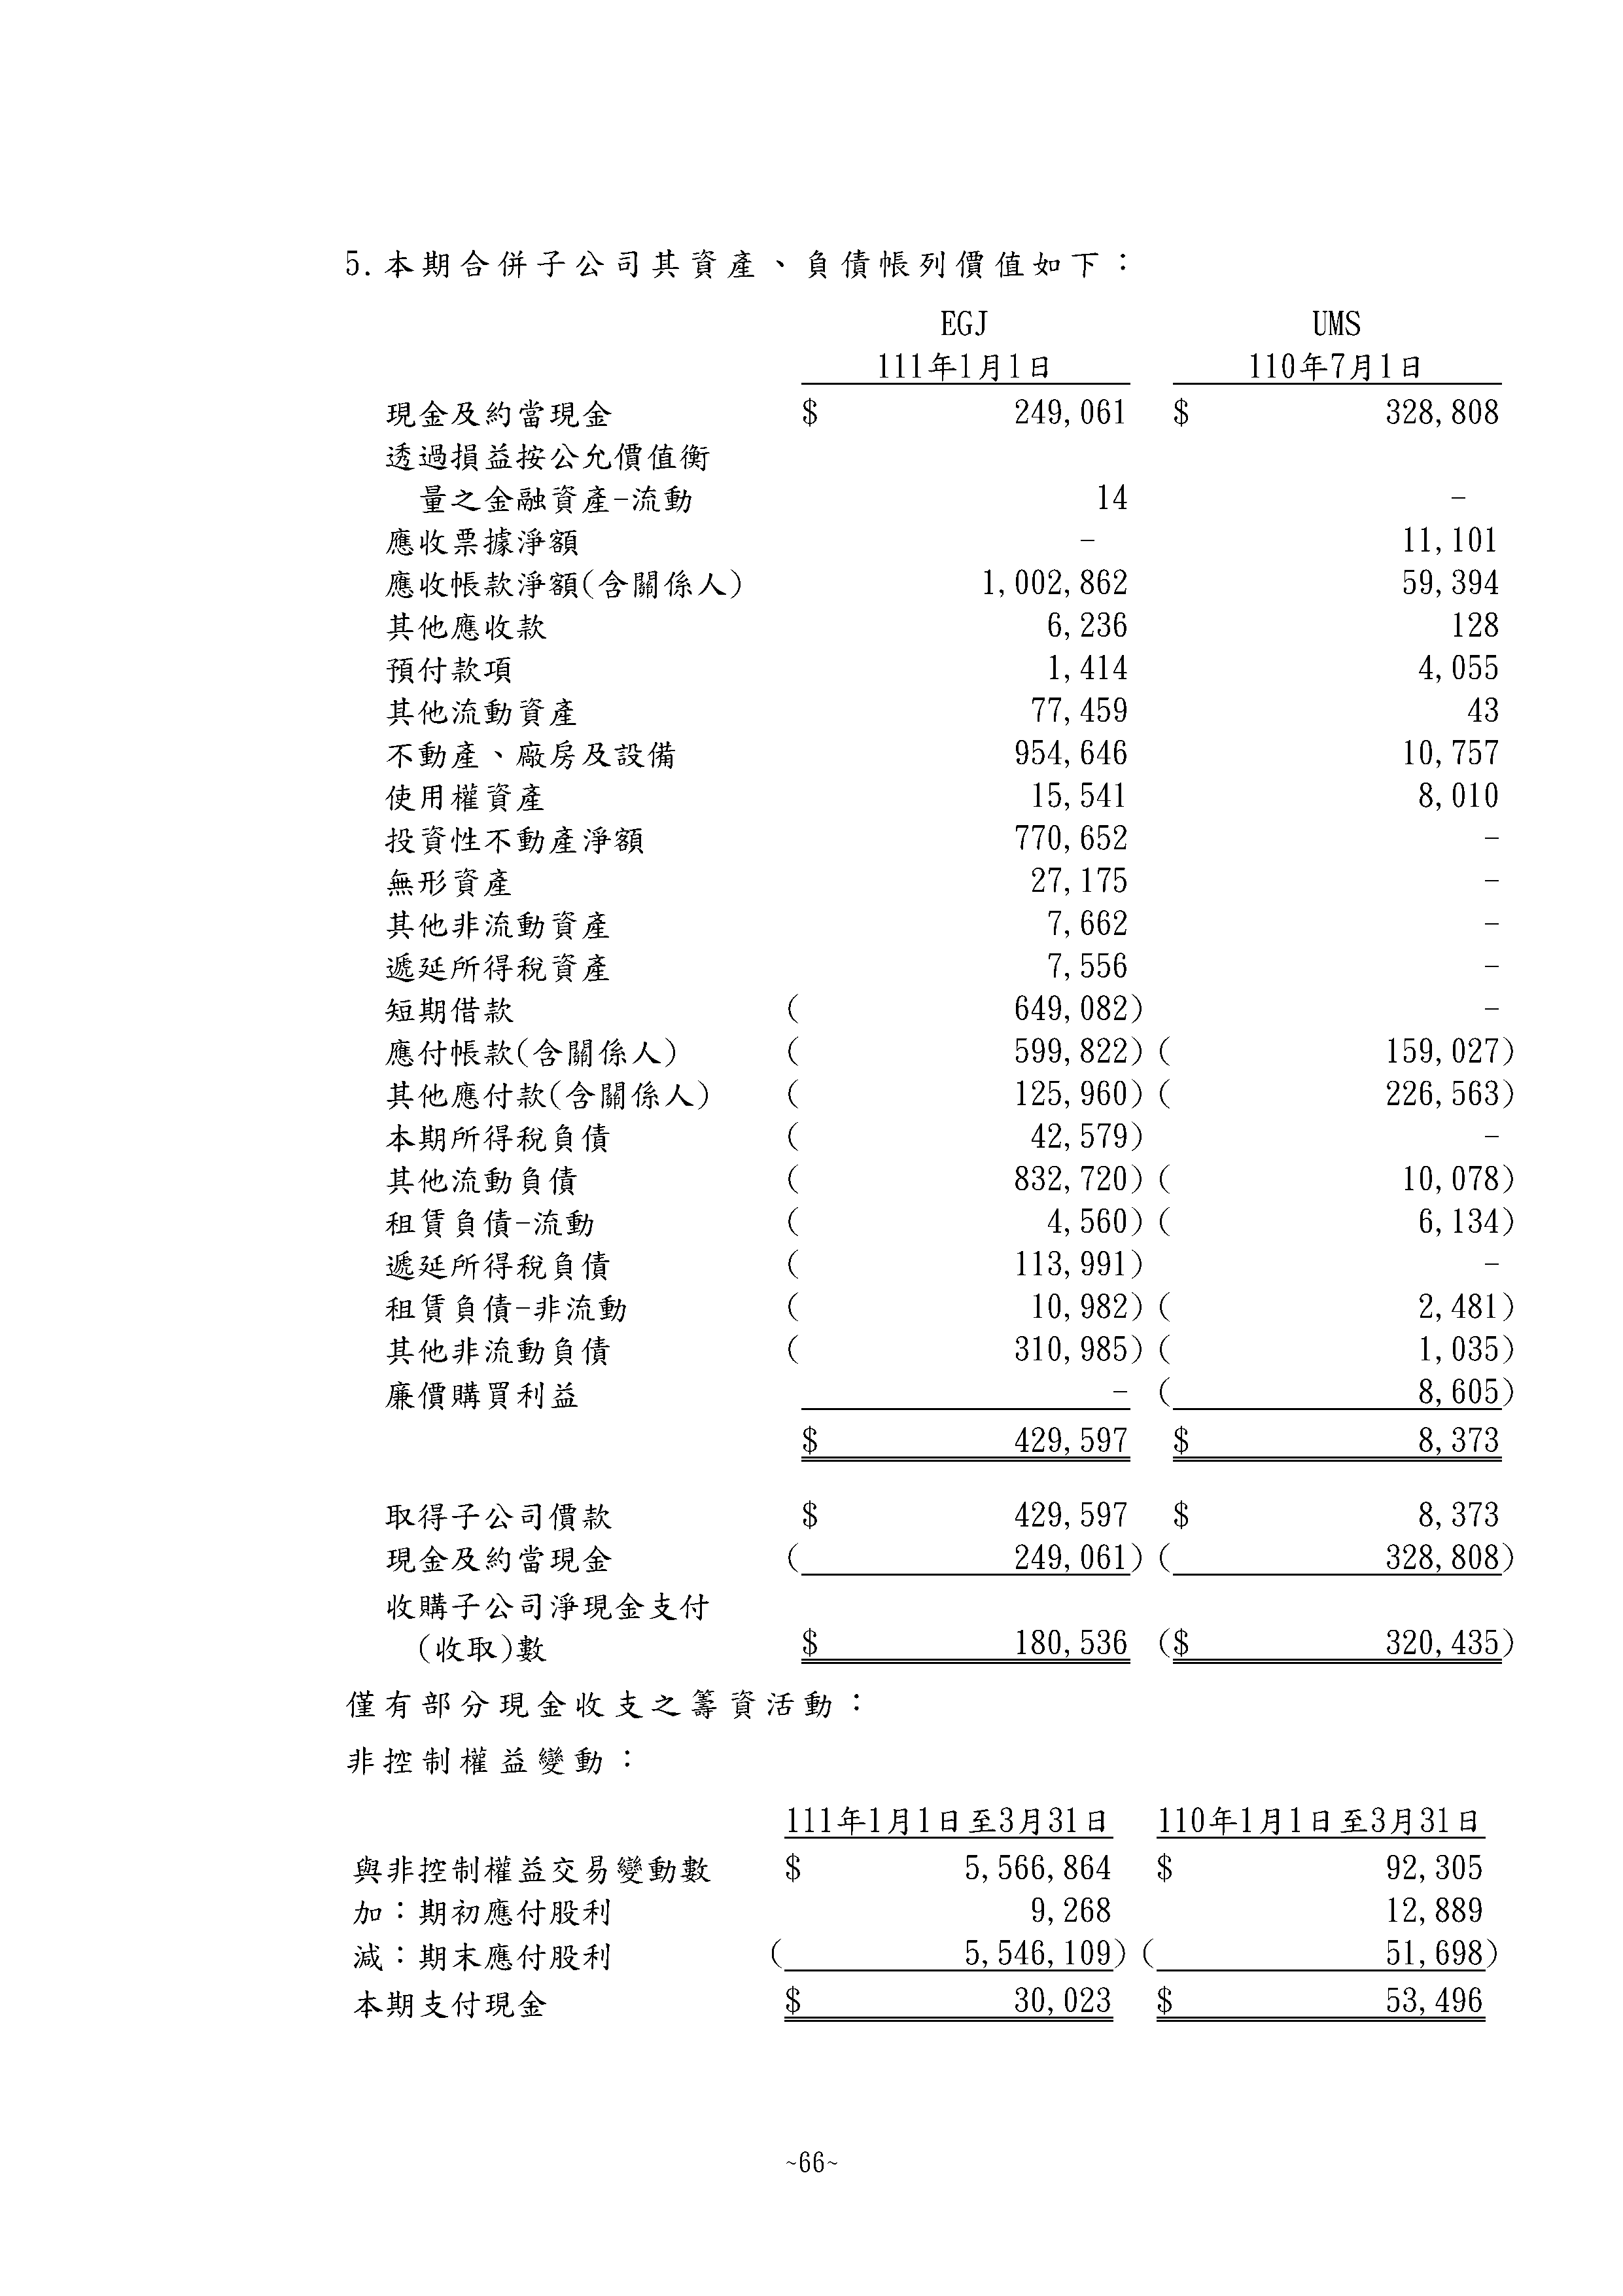 5.本期合併子公司其資產、負債帳列價值如下：
EGJ UMS
111年1月1日 110年7月1日
現金及約當現金 $ 249,061 $ 328,808
透過損益按公允價值衡
量之金融資產-流動 14 -
應收票據淨額 - 11,101
應收帳款淨額(含關係人) 1,002,862 59,394
其他應收款 6,236 128
預付款項 1,414 4,055
其他流動資產 77,459 43
不動產、廠房及設備 954,646 10,757
使用權資產 15,541 8,010
投資性不動產淨額 770,652 -
無形資產 27,175 -
其他非流動資產 7,662 -
遞延所得稅資產 7,556 -
短期借款 ( 649,082) -
應付帳款(含關係人) ( 599,822) ( 159,027)
其他應付款(含關係人) ( 125,960) ( 226,563)
本期所得稅負債 ( 42,579) -
其他流動負債 ( 832,720) ( 10,078)
租賃負債-流動 ( 4,560) ( 6,134)
遞延所得稅負債 ( 113,991) -
租賃負債-非流動 ( 10,982) ( 2,481)
其他非流動負債 ( 310,985) ( 1,035)
廉價購買利益 - ( 8,605)
$ 429,597 $ 8,373
取得子公司價款 $ 429,597 $ 8,373
現金及約當現金 ( 249,061) ( 328,808)
收購子公司淨現金支付
(收取)數 $ 180,536 ($ 320,435)
僅有部分現金收支之籌資活動：
非控制權益變動：
111年1月1日至3月31日 110年1月1日至3月31日
與非控制權益交易變動數 $ 5,566,864 $ 92,305
加：期初應付股利 9,268 12,889
減：期末應付股利 ( 5,546,109) ( 51,698)
本期支付現金 $ 30,023 $ 53,496
~66~